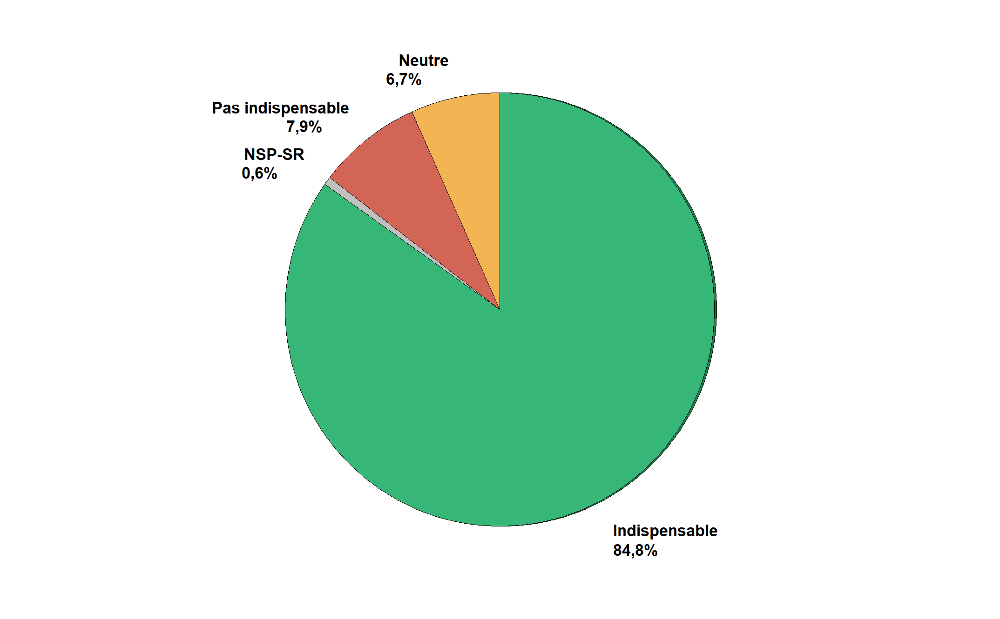 Neutre
6,7%
Pas indispensable
7,9%
NSP-SR
0,6%
Indispensable
84,8%